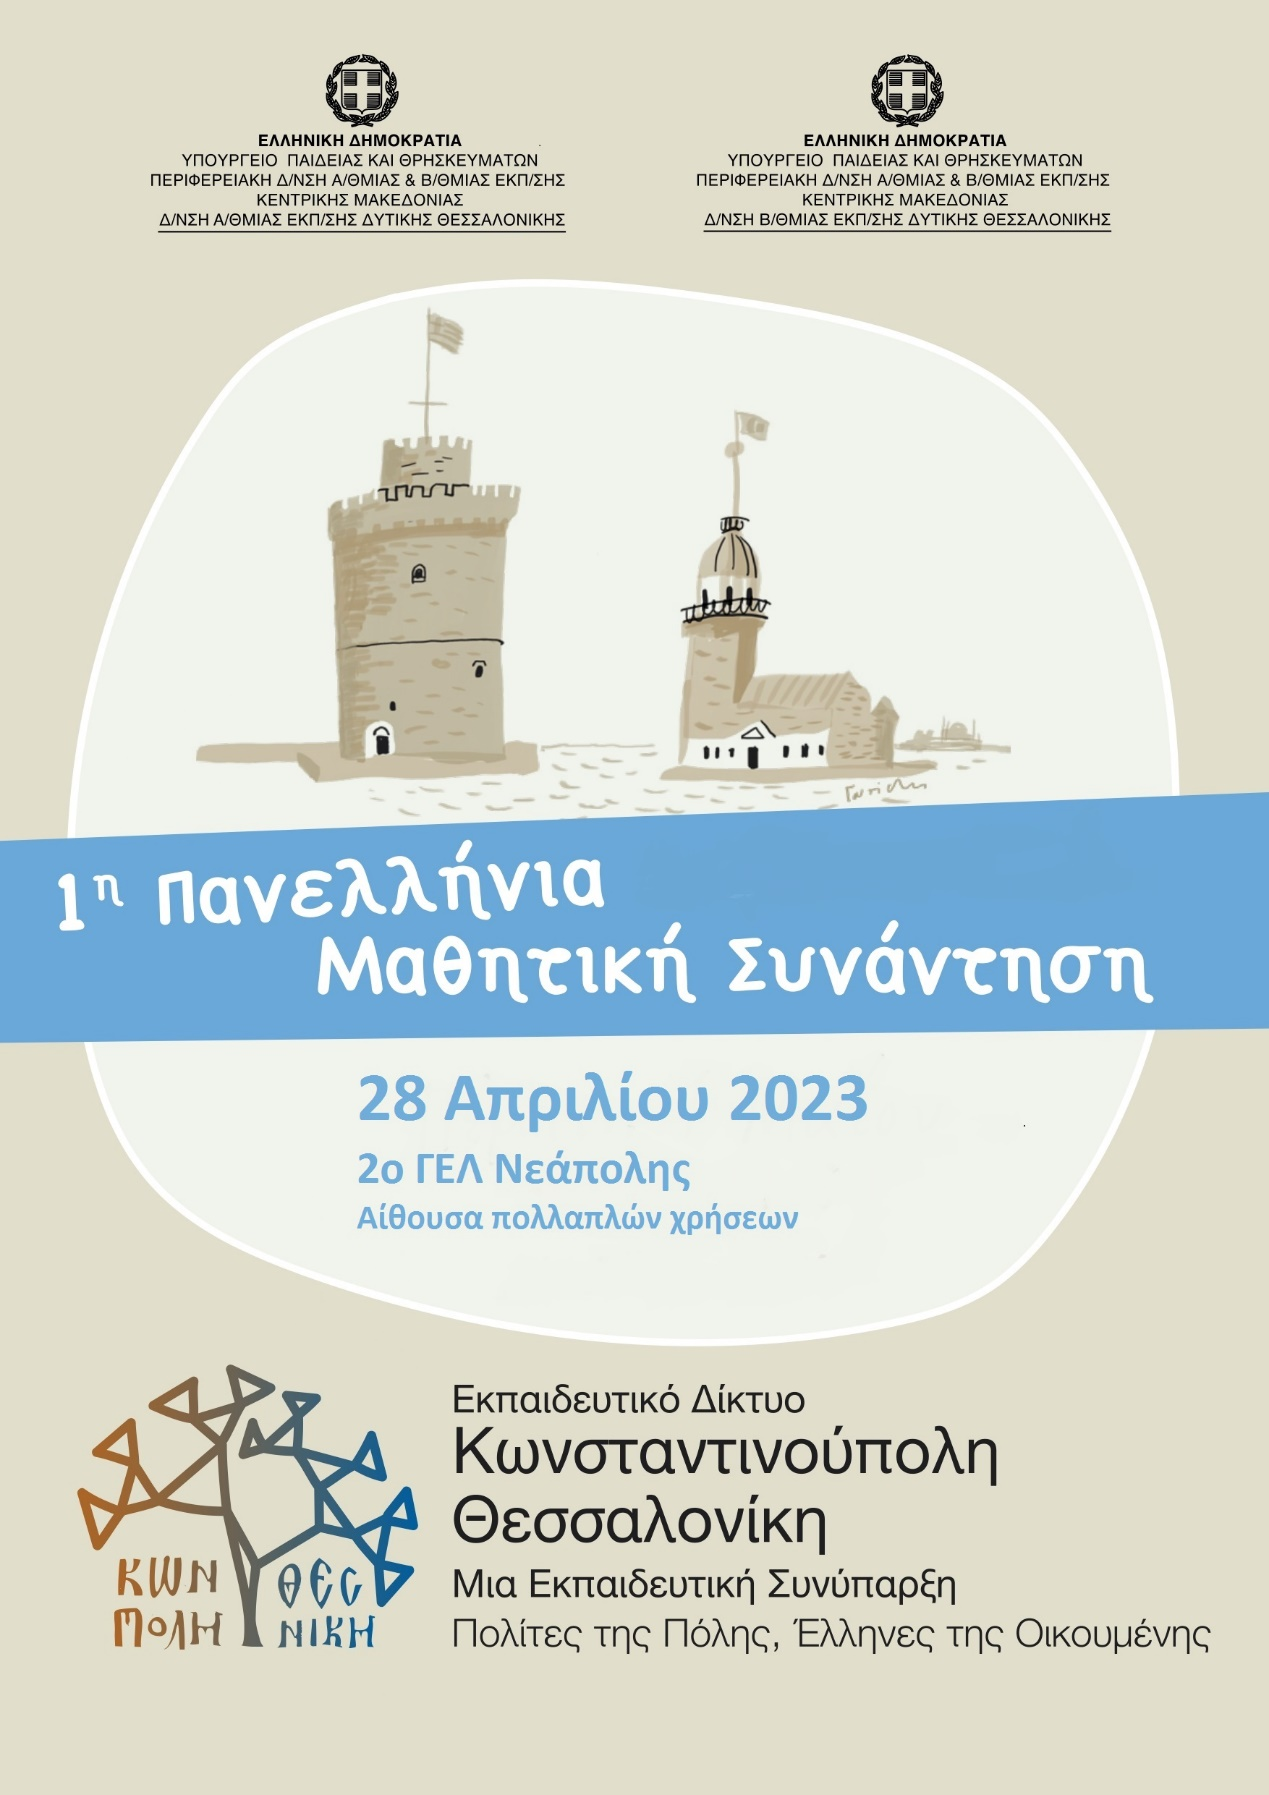 ΕΛΛΗΝΙΚΗ ΔΗΜΟΚΡΑΤΙΑ
ΥΠΟΥΡΓΕΙΟ ΠΑΙΔΕΙΑΣ ΚΑΙ ΘΡΗΣΚΕΥΜΑΤΩΝ
ΠΕΡΙΦΕΡΕΙΑΚΗ Δ/ΝΣΗ Α/ΘΜΙΑΣ & Β/ΘΜΙΑΣ ΕΚΠ/ΣΗΣ
ΚΕΝΤΡΙΚΗΣ ΜΑΚΕΔΟΝΙΑΣ
Δ/ΝΣΗ Α/ΘΜΙΑΣ ΕΚΠ/ΣΗΣ ΔΥΤΙΚΗΣ ΘΕΣΣΑΛΟΝΙΚΗΣ
ΕΛΛΗΝΙΚΗ ΔΗΜΟΚΡΑΤΙΑ
ΥΠΟΥΡΓΕΙΟ ΠΑΙΔΕΙΑΣ ΚΑΙ ΘΡΗΣΚΕΥΜΑΤΩΝ
ΠΕΡΙΦΕΡΕΙΑΚΗ Δ/ΝΣΗ Α/ΘΜΙΑΣ & Β/ΘΜΙΑΣ ΕΚΠ/ΣΗΣ
ΚΕΝΤΡΙΚΗΣ ΜΑΚΕΔΟΝΙΑΣ
Δ/ΝΣΗ Β/ΘΜΙΑΣ ΕΚΠ/ΣΗΣ ΔΥΤΙΚΗΣ ΘΕΣΣΑΛΟΝΙΚΗΣ
1η Πανελλήνια
Μαθητική Συνάντηση
28 Απριλίου 2023
2ο ΓΕΛ Νεάπολης
Αίθουσα πολλαπλών χρήσεων
ΚΩΝ ΘΕС
ΠΟΛΗ ΝΙΚΗ
Εκπαιδευτικό Δίκτυο
Κωνσταντινούπολη
Θεσσαλονίκη
Μια Εκπαιδευτική Συνύπαρξη
Πολίτες της Πόλης, Έλληνες της Οικουμένης